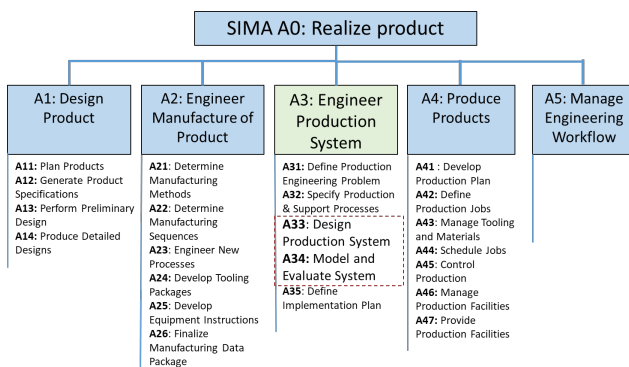 SIMA A0: Realize product
A1: Design
Product
A11: Plan Products
A12: Generate Product
Specifications
A13: Perform Preliminary
Design
A14: Produce Detailed
Designs
A2: Engineer
Manufacture of
Product
A21: Determine
Manufacturing
Methods
A22: Determine
Manufacturing
Sequences
A23: Engineer New
Processes
A24: Develop Tooling
Packages
A25: Develop
Equipment Instructions
A26: Finalize
Manufacturing Data
Package
A3: Engineer
Production
System
A31: Define Production
Engineering Problem
A32: Specify Production
& Support Processes
A33: Design
Production System
A34: Model and
Evaluate System
A35: Define
Implementation Plan
A4: Produce
Products
A41 : Develop
Production Plan
A42: Define
Production Jobs
A43: Manage Tooling
and Materials
A44: Schedule Jobs
A45: Control
Production
A46: Manage
Production Facilities
A47: Provide
Production Facilities
A5: Manage
Engineering
Workflow